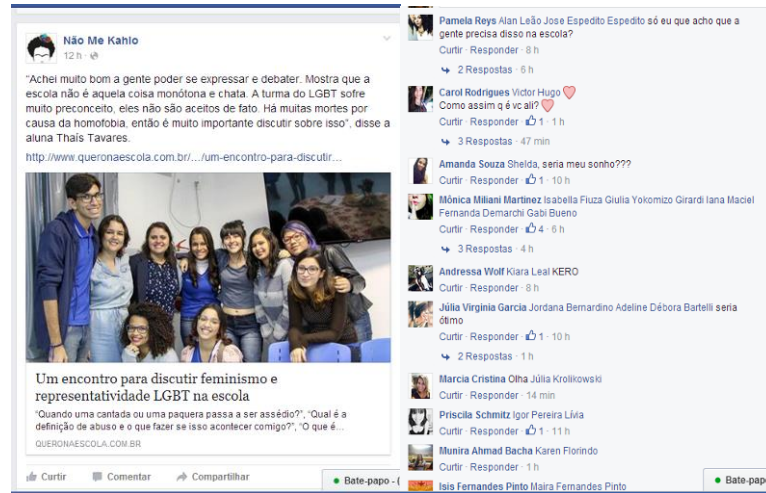 Não Me Kahlo
12 h ·
"Achei muito bom a gente poder se expressar e debater. Mostra que a
escola não é aquela coisa monótona e chata. A turma do LGBT sofre
muito preconceito, eles não são aceitos de fato. Há muitas mortes por
causa da homofobia, então é muito importante discutir sobre isso", disse a
aluna Thaís Tavares.
http://www.queronaescola.com.br/.../um-encontro-para-discutir...
Um encontro para discutir feminismo e
representatividade LGBT na escola
"Quando uma cantada ou uma paquera passa a ser assédio?", "Qual é a
definição de abuso e o que fazer se isso acontecer comigo?", "O que é...
QUERONAESCOLA.COM.BR
Curtir Comentar Compartilhar
Bate-papo - (
Pamela Reys Alan Leão Jose Espedito Espedito só eu que acho que a
gente precisa disso na escola?
Curtir · Responder · 8 h
2 Respostas · 6 h
Carol Rodrigues Victor Hugo
Como assim q é vc ali?
Curtir · Responder · 1 · 1 h
3 Respostas · 47 min
Amanda Souza Shelda, seria meu sonho???
Curtir · Responder · 1 · 10 h
Mônica Miliani Martinez Isabella Fiuza Giulia Yokomizo Girardi Iana Maciel
Fernanda Demarchi Gabi Bueno
Curtir · Responder · 4 · 6 h
3 Respostas · 4 h
Andressa Wolf Kiara Leal KERO
Curtir · Responder · 8 h
Júlia Virginia Garcia Jordana Bernardino Adeline Débora Bartelli seria
ótimo
Curtir · Responder · 1 · 10 h
2 Respostas · 1 h
Marcia Cristina Olha Júlia Krolikowski
Curtir · Responder · 14 min
Priscila Schmitz Igor Pereira Lívia
Curtir · Responder · 1 · 11 h
Munira Ahmad Bacha Karen Florindo
Curtir · Responder · 1 h
Isis Fernandes Pinto Maira Fernandes Pinto
Bate-pap